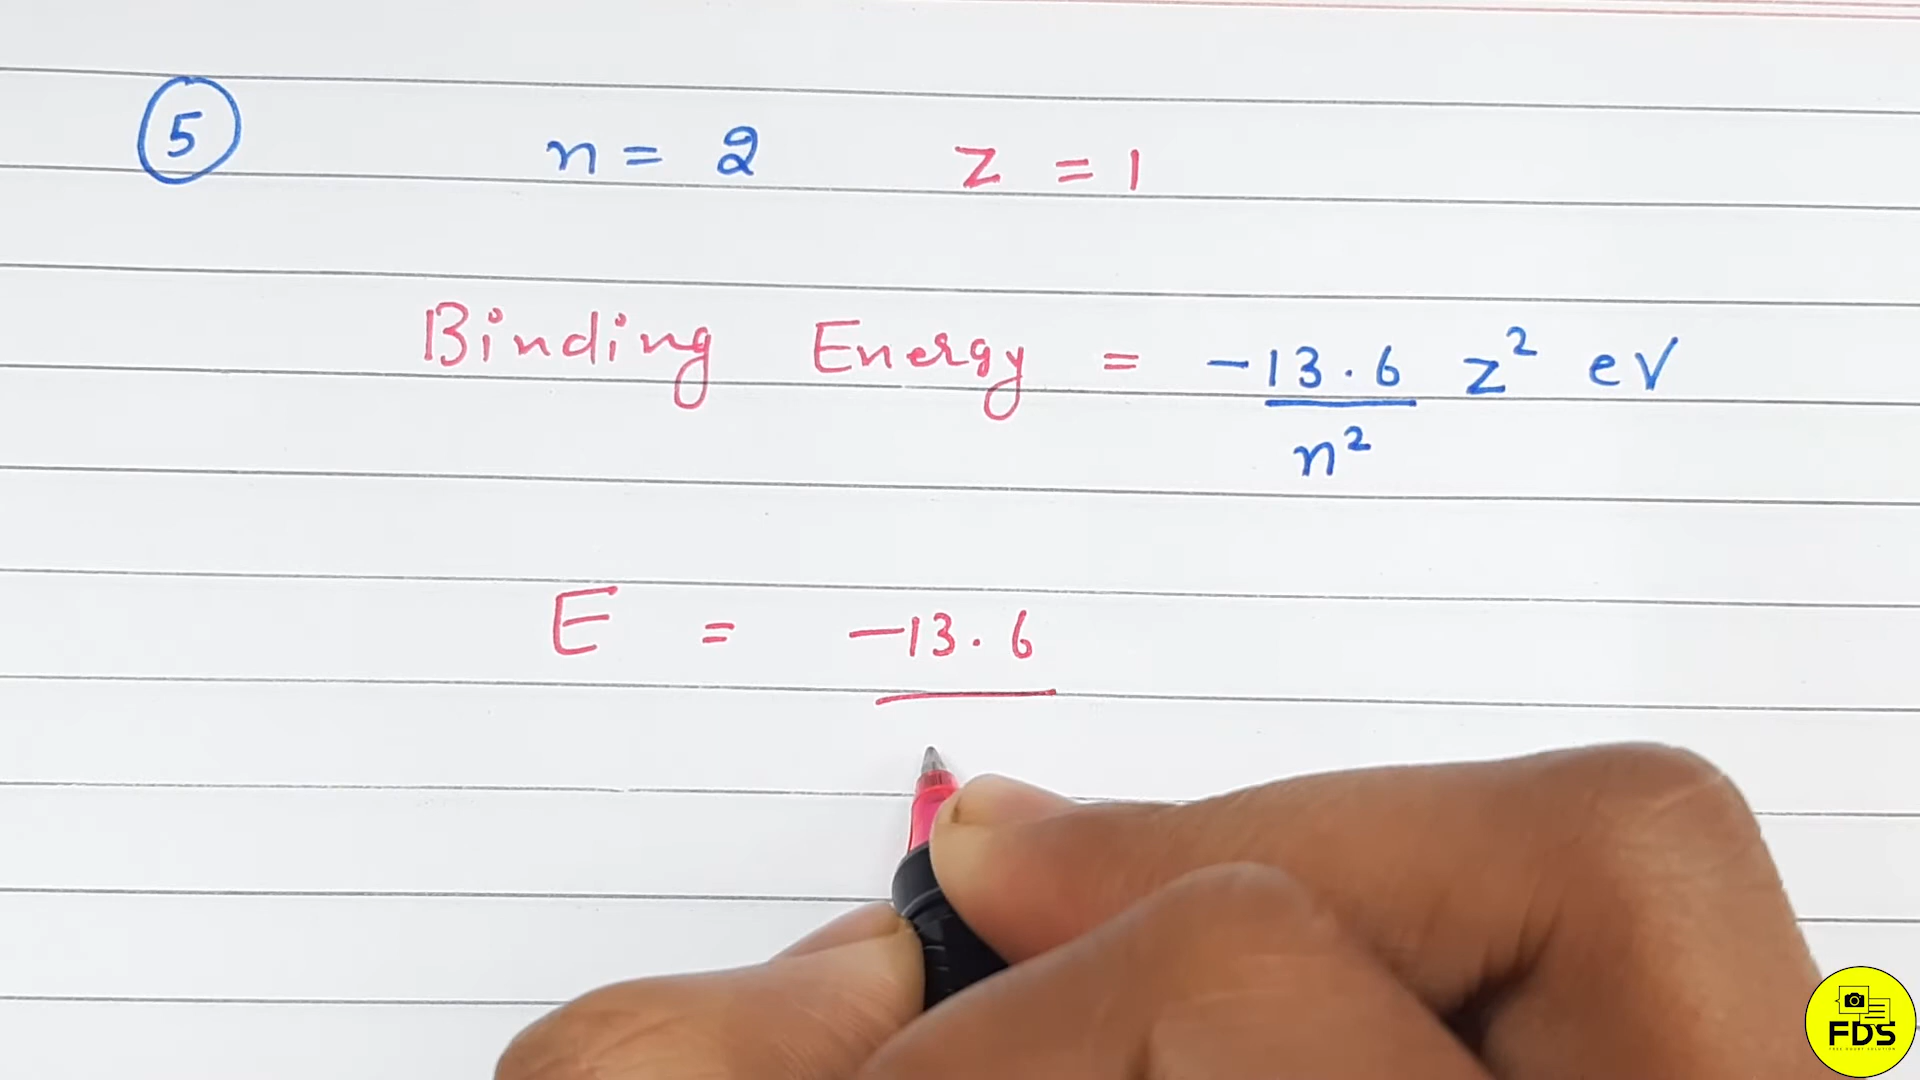 5 n = 2 z = 1
Binding Energy = -13.6 z² eV
n²
E = -13.6
FDS